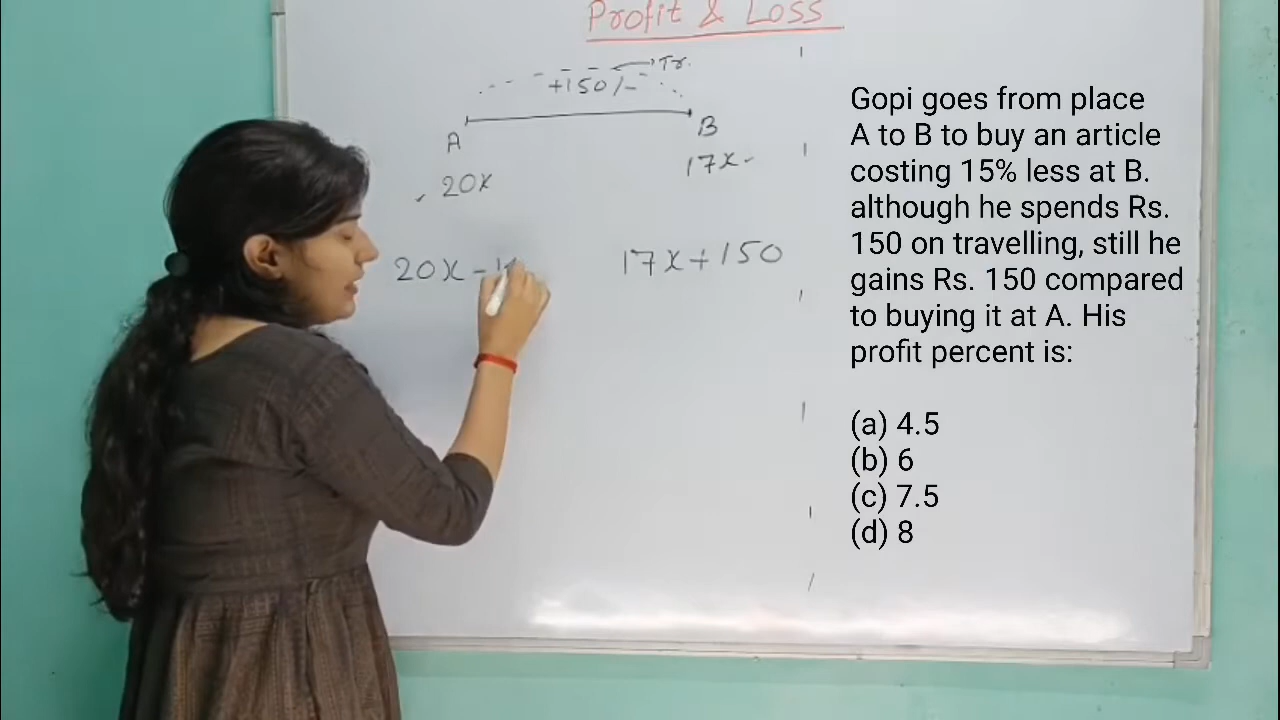 Profit & Loss
Tr.
+150/-
A B
20x 17x
20x - 17x+150
Gopi goes from place
A to B to buy an article
costing 15% less at B.
although he spends Rs.
150 on travelling, still he
gains Rs. 150 compared
to buying it at A. His
profit percent is:
(a) 4.5
(b) 6
(c) 7.5
(d) 8